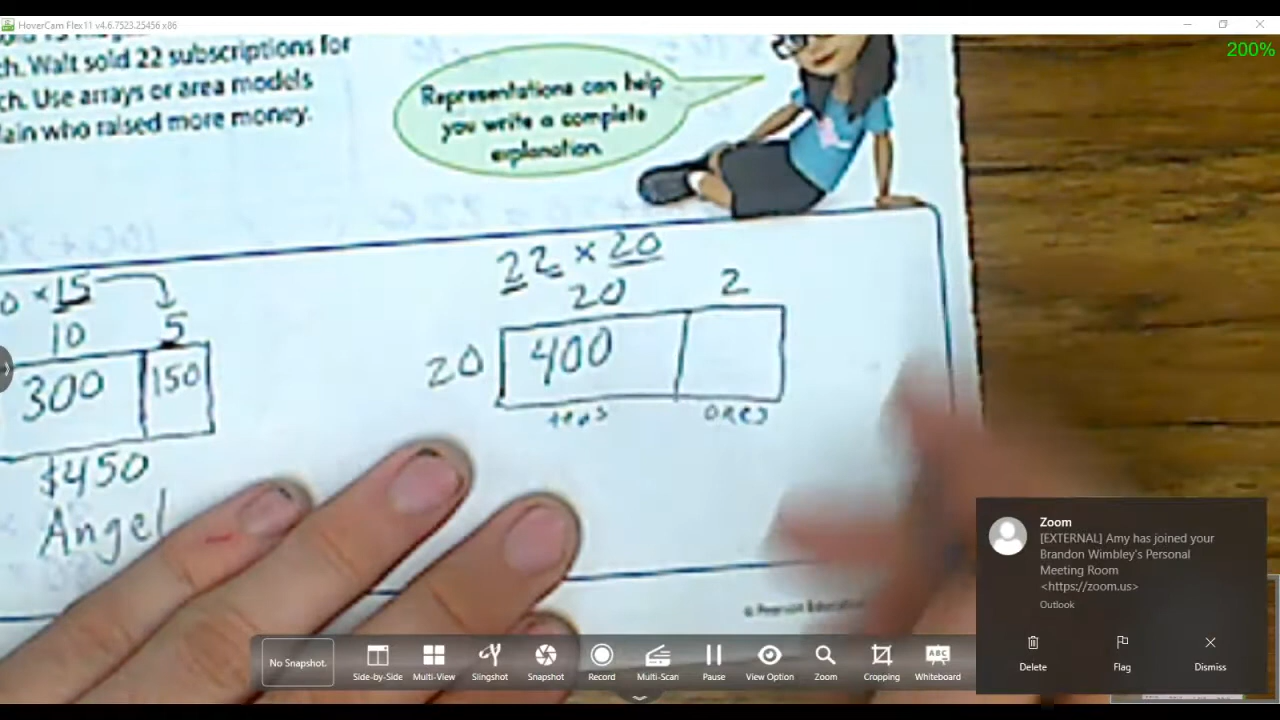 HoverCam Flex11 v4.6.7523.25456 x86
200%
ch. Walt sold 22 subscriptions for
ch. Use arrays or area models
lain who raised more money.
Representations can help
you write a complete
explanation.
0 × 15
10 5
300 150
$450
Angel
22 × 20
20 2
20 400
tens ones
© Pearson Educatio
Zoom
[EXTERNAL] Amy has joined your
Brandon Wimbley's Personal
Meeting Room
<https://zoom.us>
Outlook
Delete Flag Dismiss
No Snapshot.
Side-by-Side Multi-View Slingshot Snapshot Record Multi-Scan Pause View Option Zoom Cropping Whiteboard